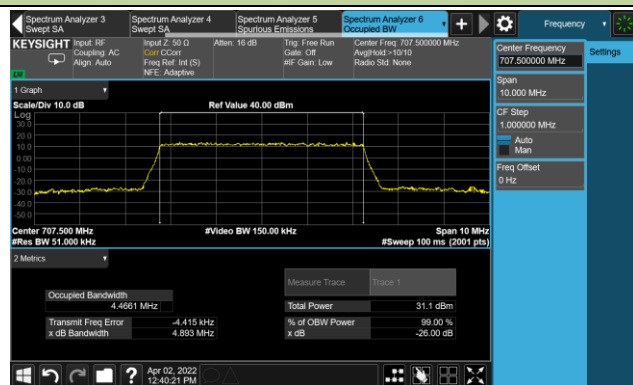 Spectrum Analyzer 3
Swept SA
Spectrum Analyzer 4
Swept SA
Spectrum Analyzer 5
Spurious Emissions
Spectrum Analyzer 6
Occupied BW
Frequency
KEYSIGHT
Input: RF
Coupling: AC
Align: Auto
Input Z: 50 Ω
Corr CCorr
Freq Ref: Int (S)
NFE: Adaptive
Atten: 16 dB
Trig: Free Run
Gate: Off
#IF Gain: Low
Center Freq: 707.500000 MHz
Avg|Hold:>10/10
Radio Std: None
LXI
Center Frequency
707.500000 MHz
Settings
Span
10.000 MHz
CF Step
1.000000 MHz
Auto
Man
Freq Offset
0 Hz
1 Graph
Scale/Div 10.0 dB
Ref Value 40.00 dBm
Log
30.0
20.0
10.0
0.00
-10.0
-20.0
-30.0
-40.0
-50.0
Center 707.500 MHz
#Video BW 150.00 kHz
Span 10 MHz
#Res BW 51.000 kHz
#Sweep 100 ms (2001 pts)
2 Metrics
Measure Trace
Trace 1
Occupied Bandwidth
4.4661 MHz
Total Power
31.1 dBm
Transmit Freq Error
-4.415 kHz
% of OBW Power
99.00 %
x dB Bandwidth
4.893 MHz
x dB
-26.00 dB
Apr 02, 2022
12:40:21 PM